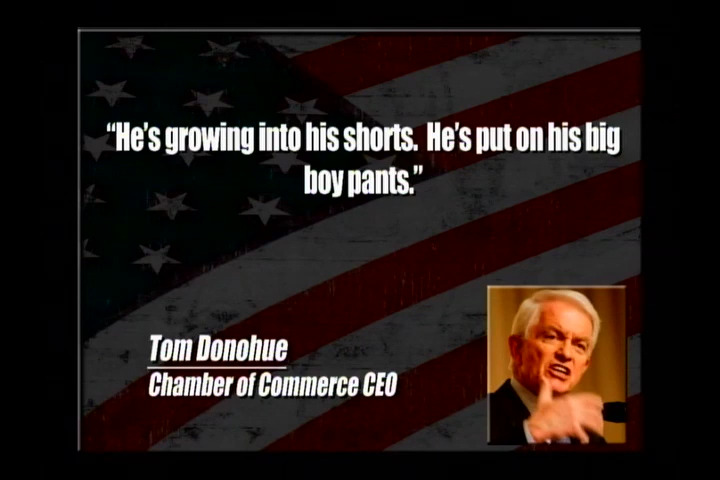 “He’s growing into his shorts. He’s put on his big
boy pants.”
Tom Donohue
Chamber of Commerce CEO